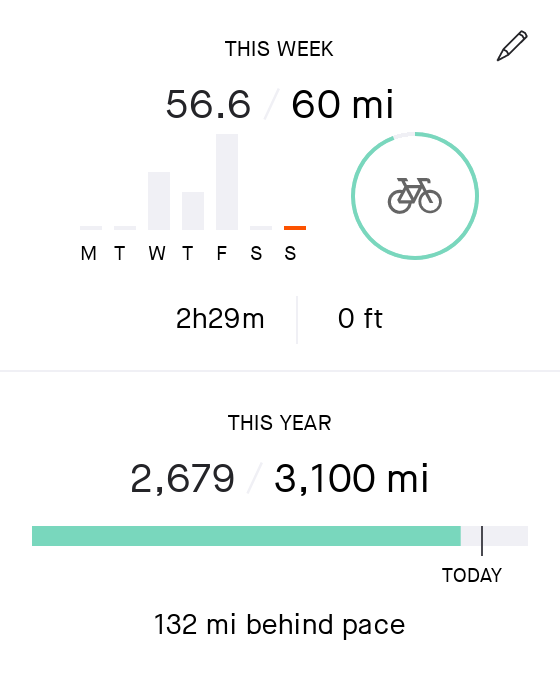 THIS WEEK
56.6 / 60 mi
M T W T F S S
2h29m 0 ft
THIS YEAR
2,679 / 3,100 mi
TODAY
132 mi behind pace